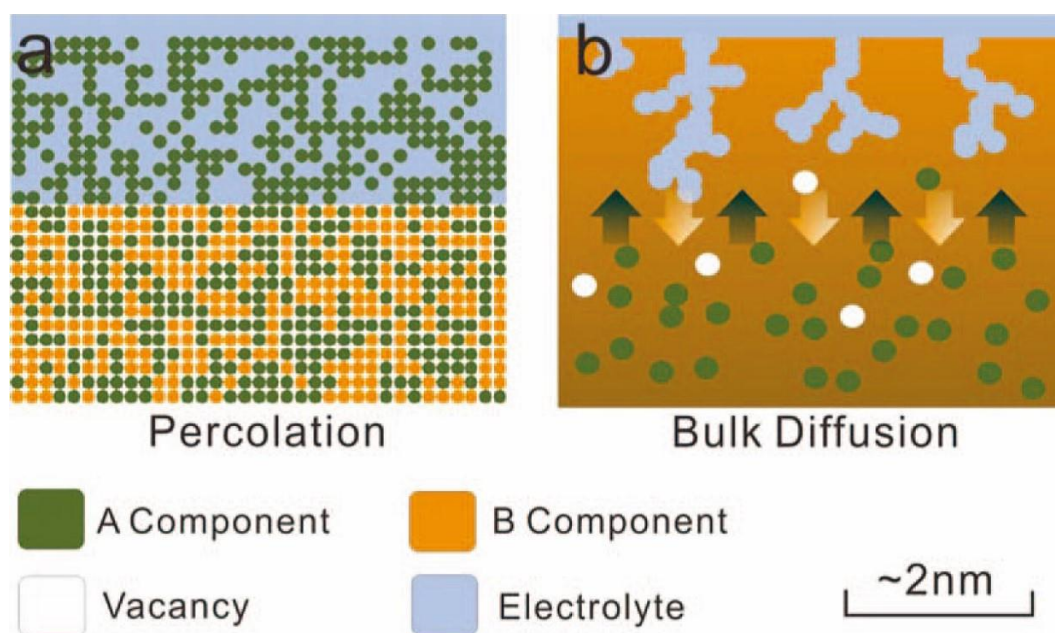 a
b
Percolation
Bulk Diffusion
A Component
B Component
Vacancy
Electrolyte
~2nm